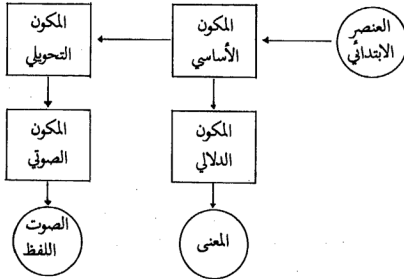 العنصر
الابتدائي
المكون
الأساسي
المكون
التحويلي
المكون
الدلالي
المكون
الصوتي
المعنى
الصوت
اللفظ